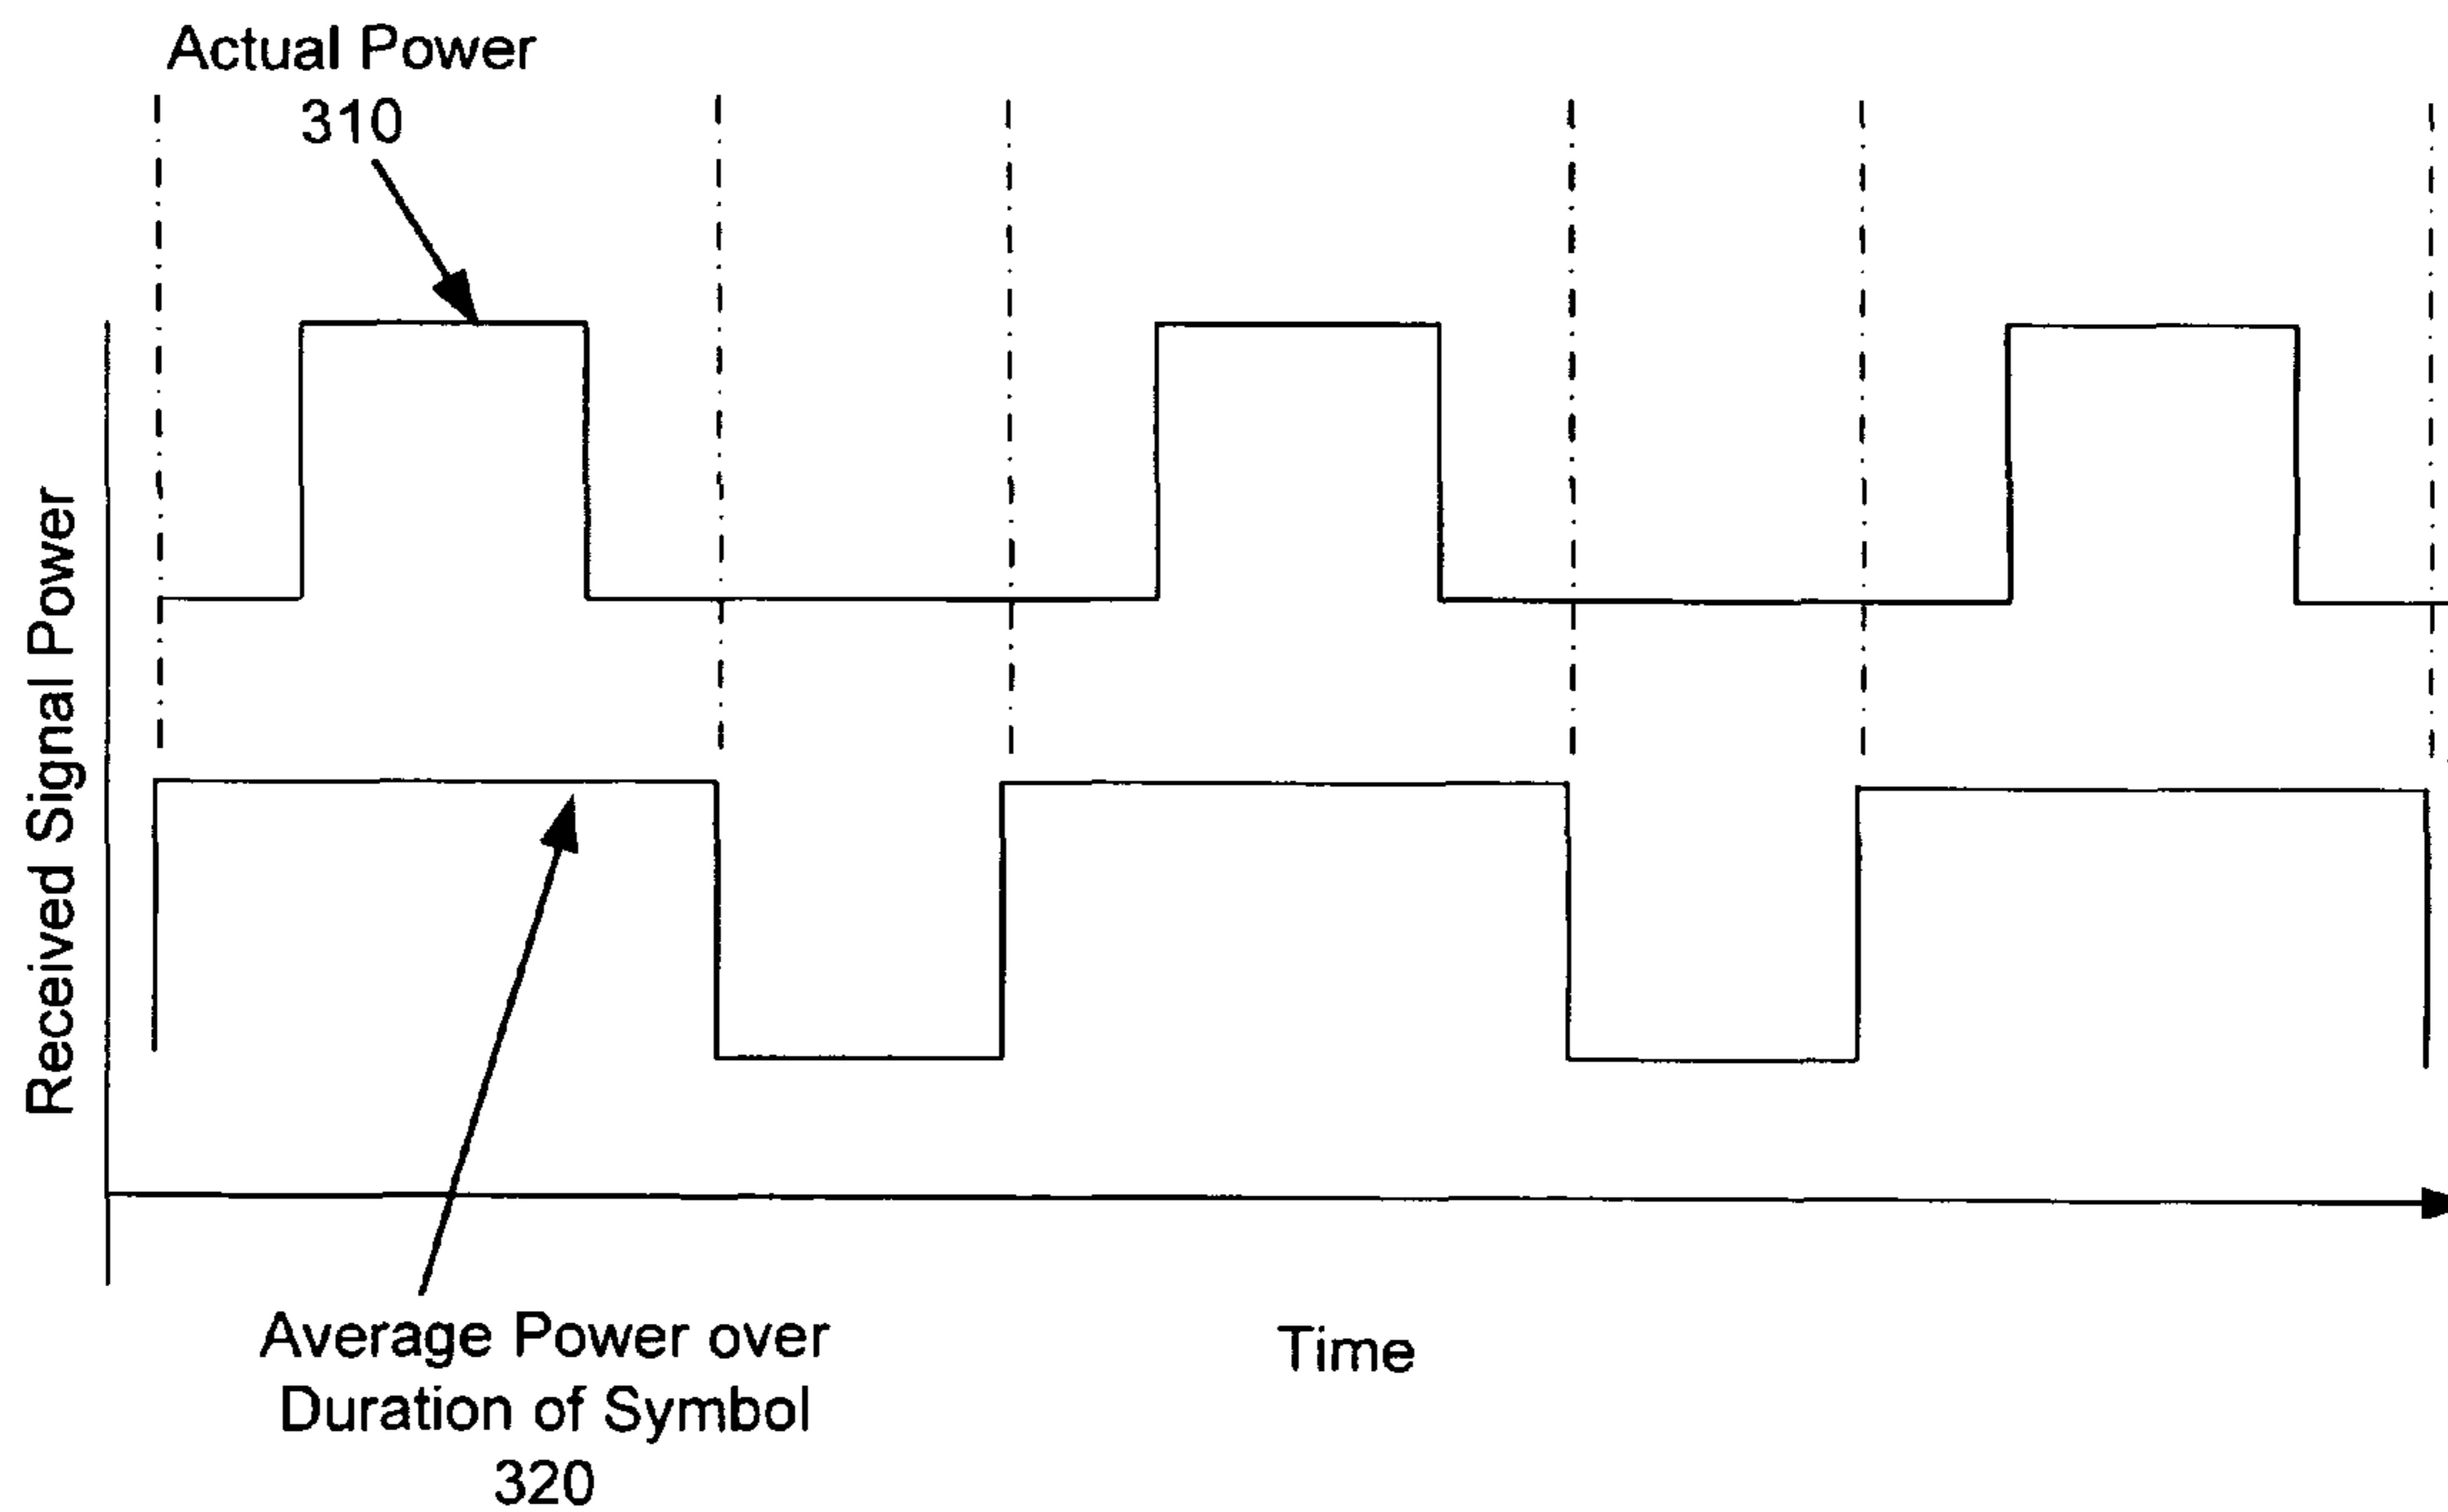 Actual Power
310
Received Signal Power
Average Power over
Duration of Symbol
320
Time